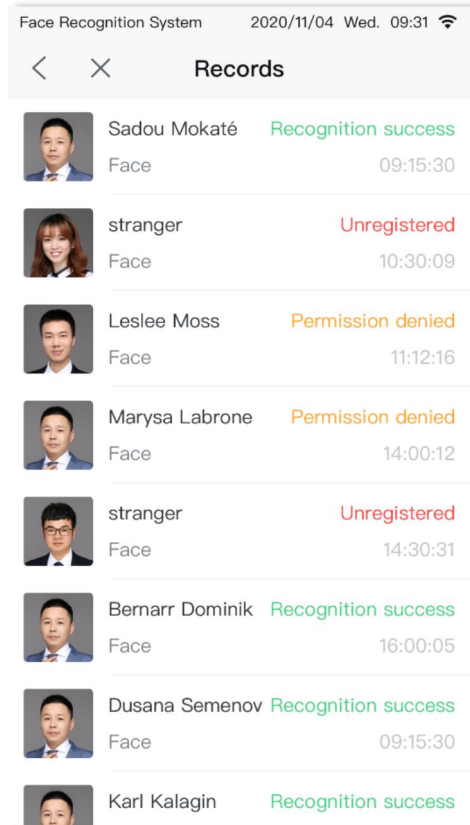 Face Recognition System 2020/11/04 Wed. 09:31
Records
Sadou Mokaté Recognition success
Face 09:15:30
stranger Unregistered
Face 10:30:09
Leslee Moss Permission denied
Face 11:12:16
Marysa Labrone Permission denied
Face 14:00:12
stranger Unregistered
Face 14:30:31
Bernarr Dominik Recognition success
Face 16:00:05
Dusana Semenov Recognition success
Face 09:15:30
Karl Kalagin Recognition success